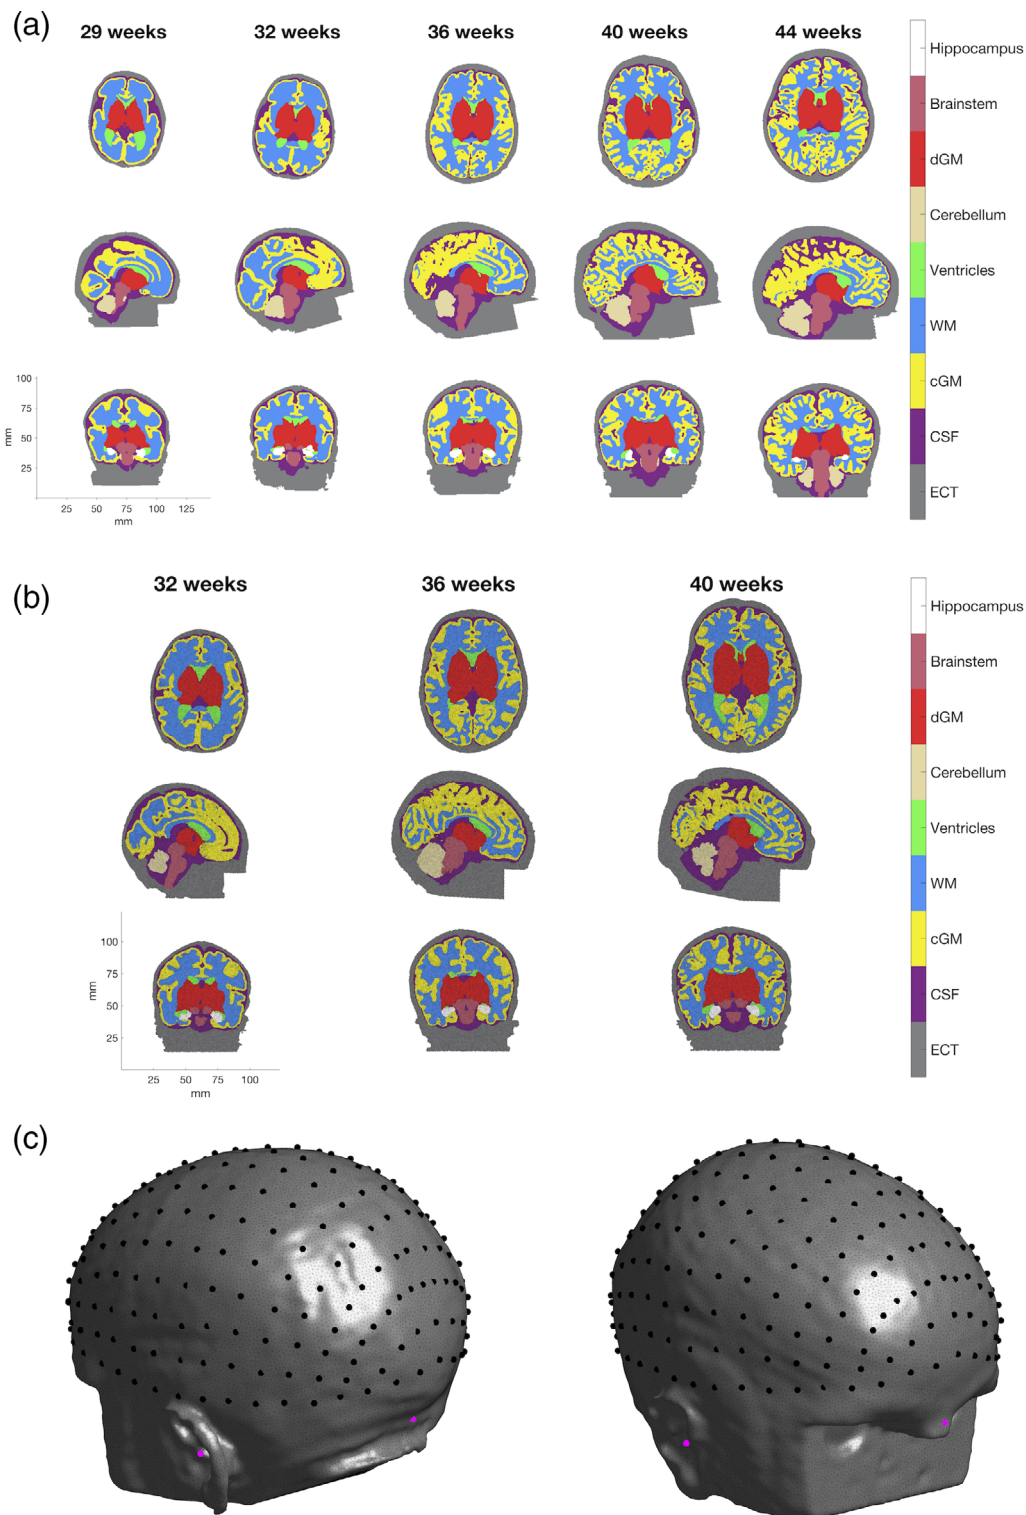 (a)
29 weeks 32 weeks 36 weeks 40 weeks 44 weeks
Hippocampus
Brainstem
dGM
Cerebellum
Ventricles
WM
cGM
CSF
ECT
100
75
50
25
mm
25 50 75 100 125
mm
(b)
32 weeks 36 weeks 40 weeks
Hippocampus
Brainstem
dGM
Cerebellum
Ventricles
WM
cGM
CSF
ECT
100
75
50
25
mm
25 50 75 100
mm
(c)